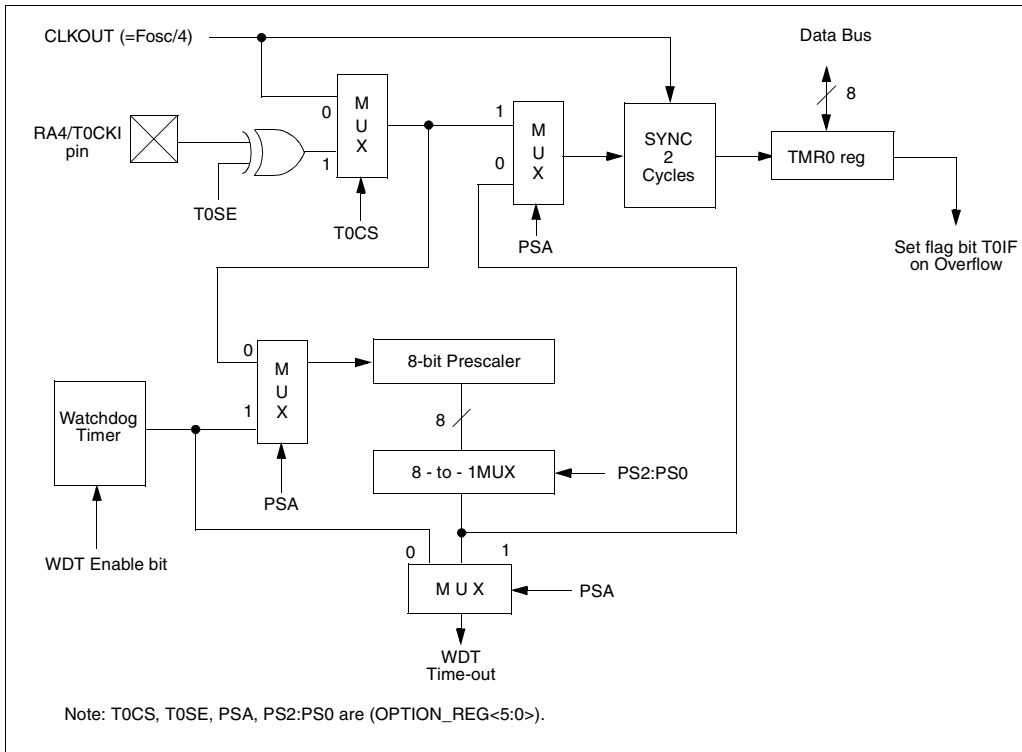 CLKOUT (=Fosc/4)
Data Bus
8
RA4/T0CKI
pin
T0SE
0
1
M
U
X
T0CS
1
0
M
U
X
PSA
SYNC
2
Cycles
TMR0 reg
Set flag bit T0IF
on Overflow
0
1
M
U
X
PSA
8-bit Prescaler
8
Watchdog
Timer
WDT Enable bit
8 - to - 1MUX
PS2:PS0
0
1
M U X
PSA
WDT
Time-out
Note: T0CS, T0SE, PSA, PS2:PS0 are (OPTION_REG<5:0>).